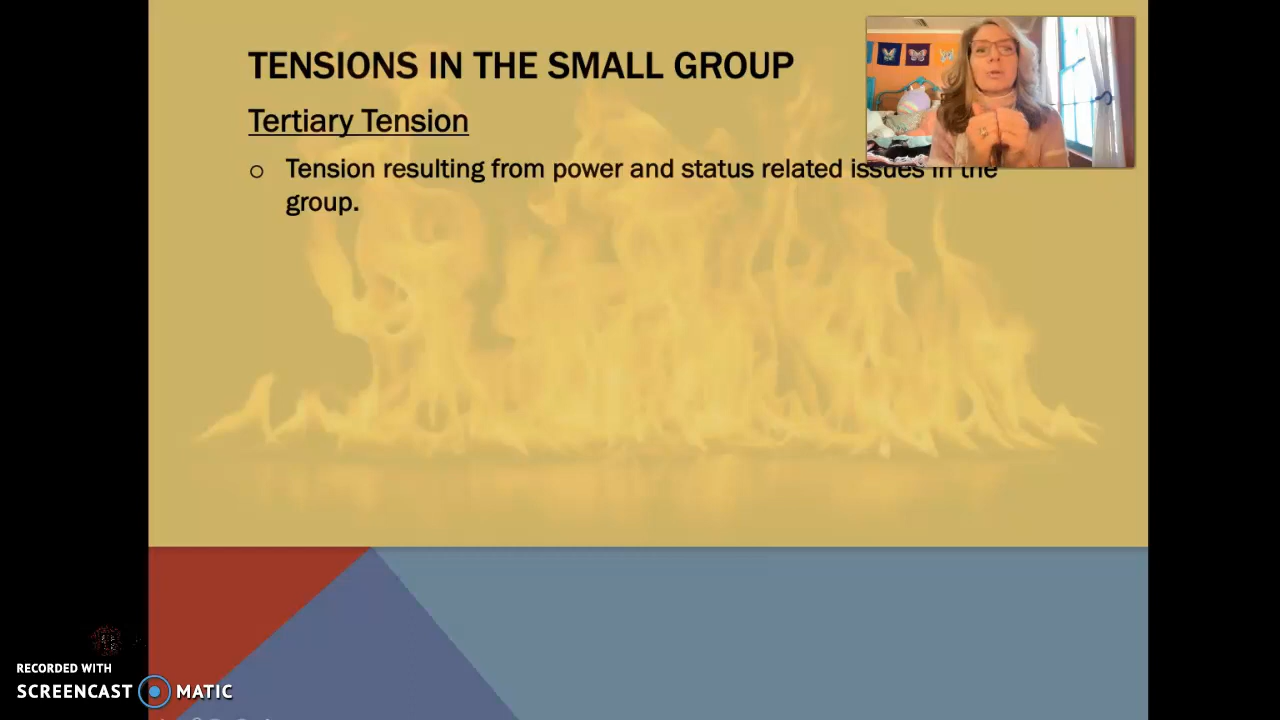 TENSIONS IN THE SMALL GROUP
Tertiary Tension
Tension resulting from power and status related issues in the
group.
RECORDED WITH
SCREENCAST MATIC